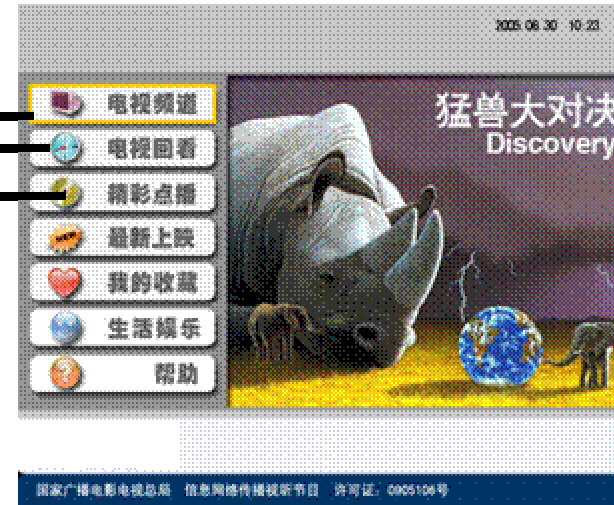 2005.06.30 10:23
电视频道
电视回看
精彩点播
最新上映
我的收藏
生活娱乐
帮助
猛兽大对决
Discovery
NEW
国家广播电影电视总局 信息网络传播视听节目 许可证：0905106号